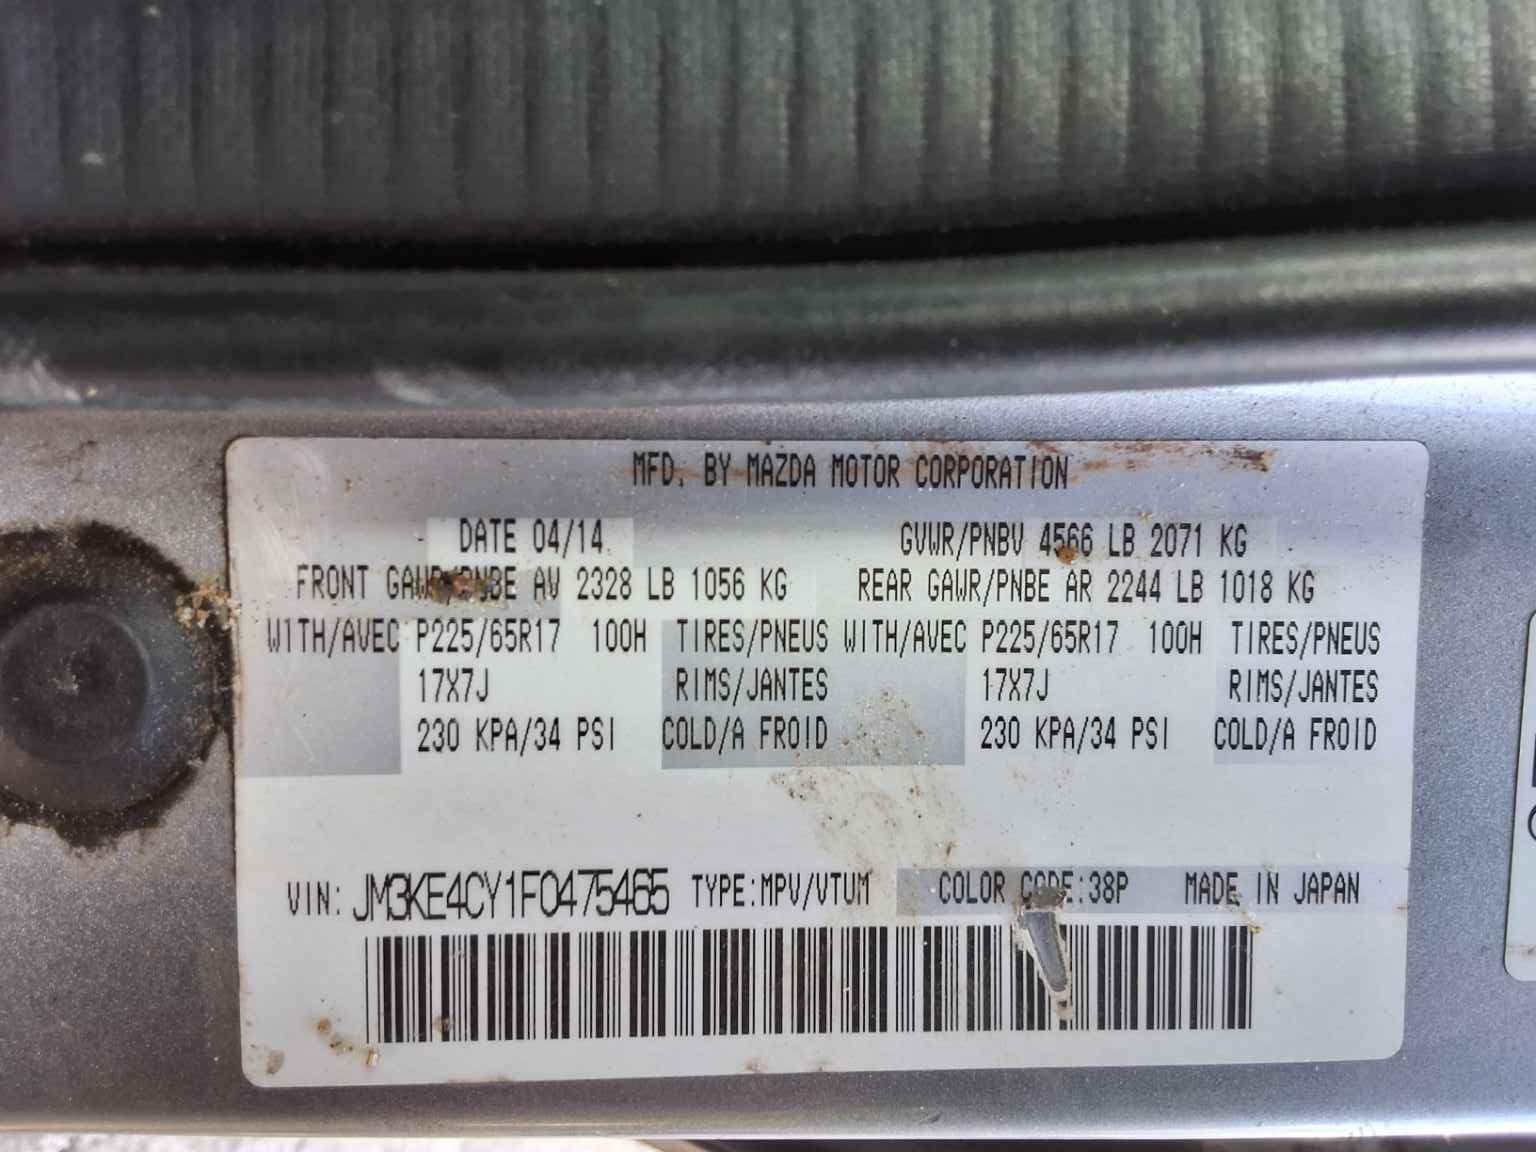 MFD. BY MAZDA MOTOR CORPORATION
DATE 04/14 GVWR/PNBV 4566 LB 2071 KG
FRONT GAWR/PNBE AV 2328 LB 1056 KG REAR GAWR/PNBE AR 2244 LB 1018 KG
WITH/AVEC P225/65R17 100H TIRES/PNEUS WITH/AVEC P225/65R17 100H TIRES/PNEUS
17X7J RIMS/JANTES 17X7J RIMS/JANTES
230 KPA/34 PSI COLD/A FROID 230 KPA/34 PSI COLD/A FROID
VIN: JM3KE4CY1F0475465 TYPE:MPV/VTUM COLOR CODE:38P MADE IN JAPAN